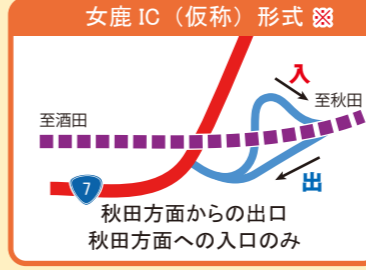 女鹿 IC（仮称）形式 ※
入
至秋田
至酒田
出
7
秋田方面からの出口
秋田方面への入口のみ